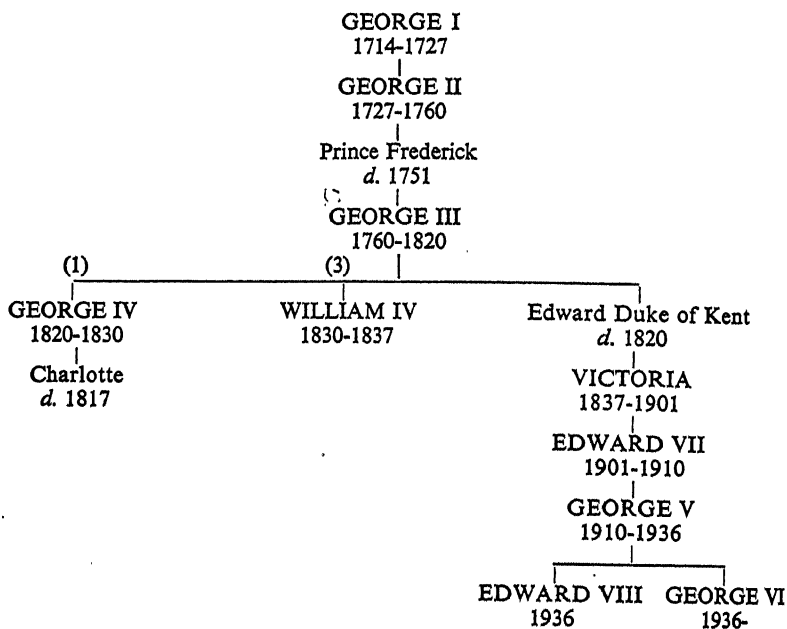 GEORGE I
1714-1727
GEORGE II
1727-1760
Prince Frederick
d. 1751
GEORGE III
1760-1820
(1) (3)
GEORGE IV WILLIAM IV Edward Duke of Kent
1820-1830 1830-1837 d. 1820
Charlotte VICTORIA
d. 1817 1837-1901
EDWARD VII
1901-1910
GEORGE V
1910-1936
EDWARD VIII GEORGE VI
1936 1936-